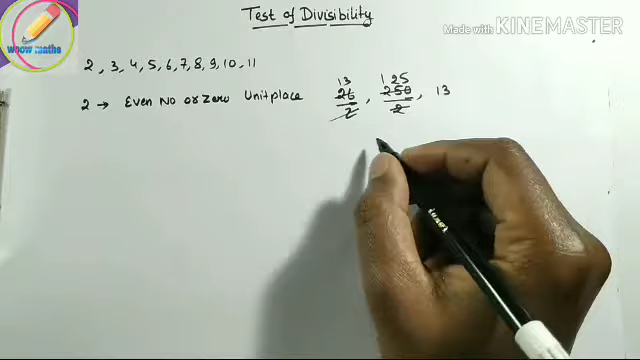 Test of Divisibility
Made with KINEMASTER
woow maths
2, 3, 4, 5, 6, 7, 8, 9, 10, 11
2 → Even No or Zero Unitplace
13 125
26/2, 250/2, 13